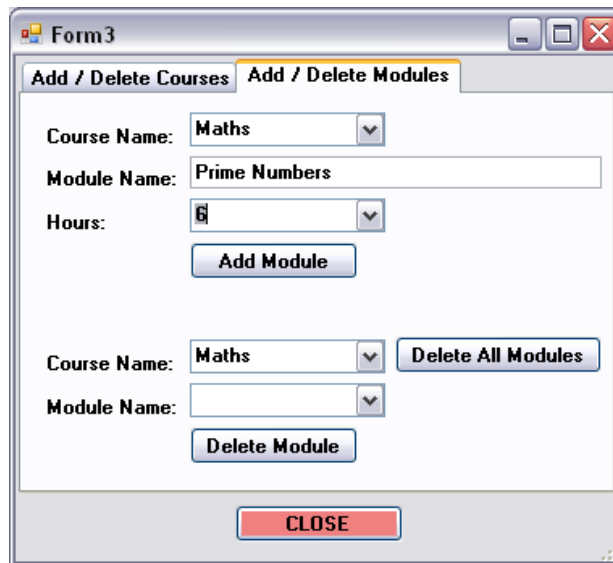 Form3
Add / Delete Courses Add / Delete Modules
Course Name: Maths
Module Name: Prime Numbers
Hours: 6
Add Module
Course Name: Maths Delete All Modules
Module Name:
Delete Module
CLOSE